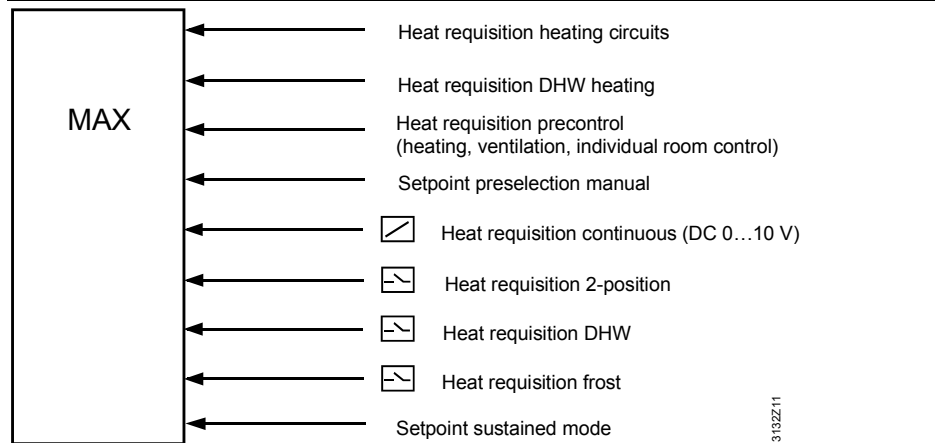 Heat requisition heating circuits
Heat requisition DHW heating
MAX
Heat requisition precontrol
(heating, ventilation, individual room control)
Setpoint preselection manual
Heat requisition continuous (DC 0…10 V)
Heat requisition 2-position
Heat requisition DHW
Heat requisition frost
Setpoint sustained mode
3132Z11